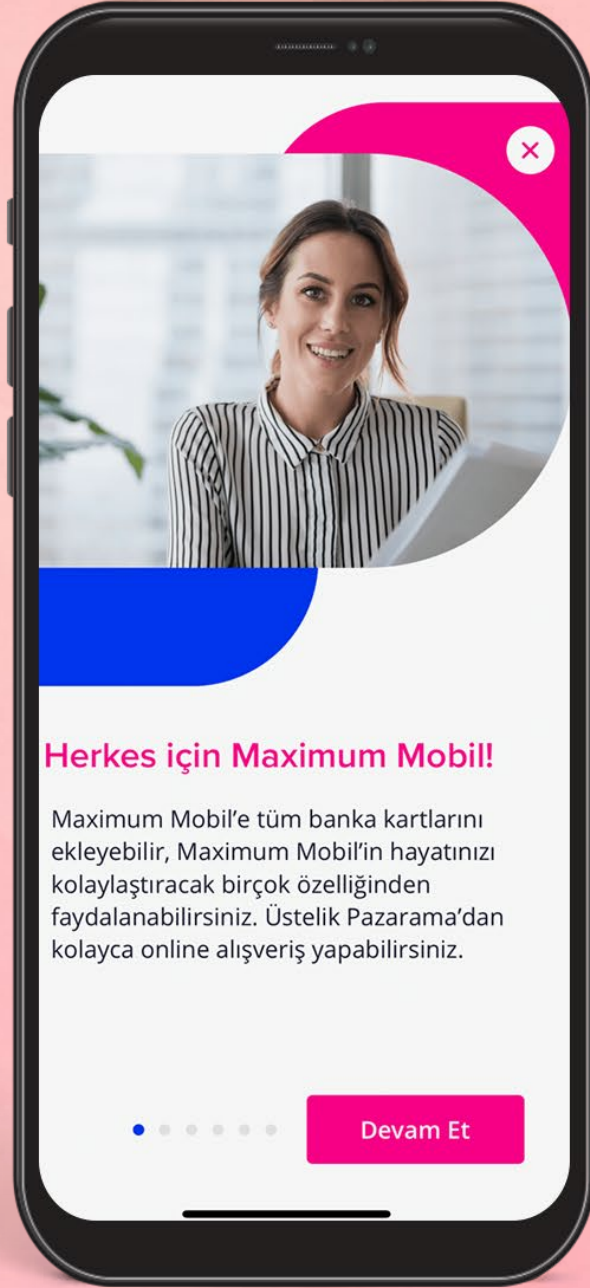 Herkes için Maximum Mobil!
Maximum Mobil’e tüm banka kartlarını
ekleyebilir, Maximum Mobil’in hayatınızı
kolaylaştıracak birçok özelliğinden
faydalanabilirsiniz. Üstelik Pazarama’dan
kolayca online alışveriş yapabilirsiniz.
Devam Et